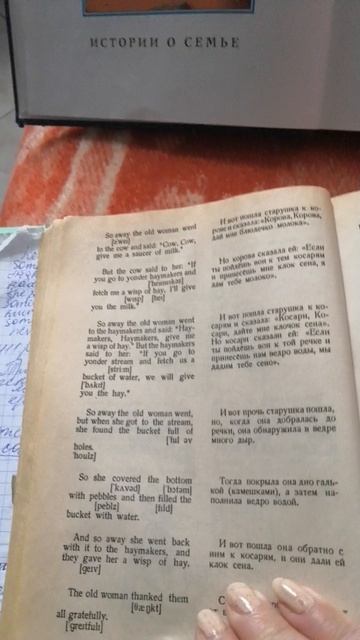 ИСТОРИИ О СЕМЬЕ
So away the old woman went
[ə'wei]
to the cow and said: "Cow, Cow,
give me a saucer of milk."
But the cow said to her: "If
you go to yonder haymakers and
fetch me a wisp of hay, I'll give
[wisp] [hei]
you the milk."
So away the old woman went
to the haymakers and said: "Hay-
makers, Haymakers, give me
a wisp of hay." But the haymakers
said to her: "If you go to
yonder stream and fetch us a
[stri:m]
bucket of water, we will give
['bʌkit]
you the hay."
So away the old woman went,
but when she got to the stream,
she found the bucket full of
[ful əv
holes.
'houlz]
So she covered the bottom
['kʌvəd] ['bɔtəm]
with pebbles and then filled the
[peblz] [fild]
bucket with water.
And so away she went back
with it to the haymakers, and
they gave her a wisp of hay.
[geiv]
The old woman thanked them
[θæŋkt]
all gratefully.
['greitfuli]
И вот пошла старушка к ко-
рове и сказала: «Корова, Корова,
дай мне блюдечко молока».
Но корова сказала ей: «Если
ты пойдёшь вон к тем косарям
и принесёшь мне клок сена, я
дам тебе молоко».
И вот пошла старушка к ко-
сарям и сказала: «Косари, Ко-
сари, дайте мне клочок сена».
Но косари сказали ей: «Если
ты пойдёшь вон к той речке и
принесёшь нам ведро воды, мы
дадим тебе сено».
И вот прочь старушка пошла,
но, когда она добралась до
речки, она обнаружила в ведре
много дыр.
Тогда покрыла она дно галь-
кой (камешками), а затем на-
полнила ведро водой.
И вот пошла она обратно с
ним к косарям, и они дали ей
клок сена.